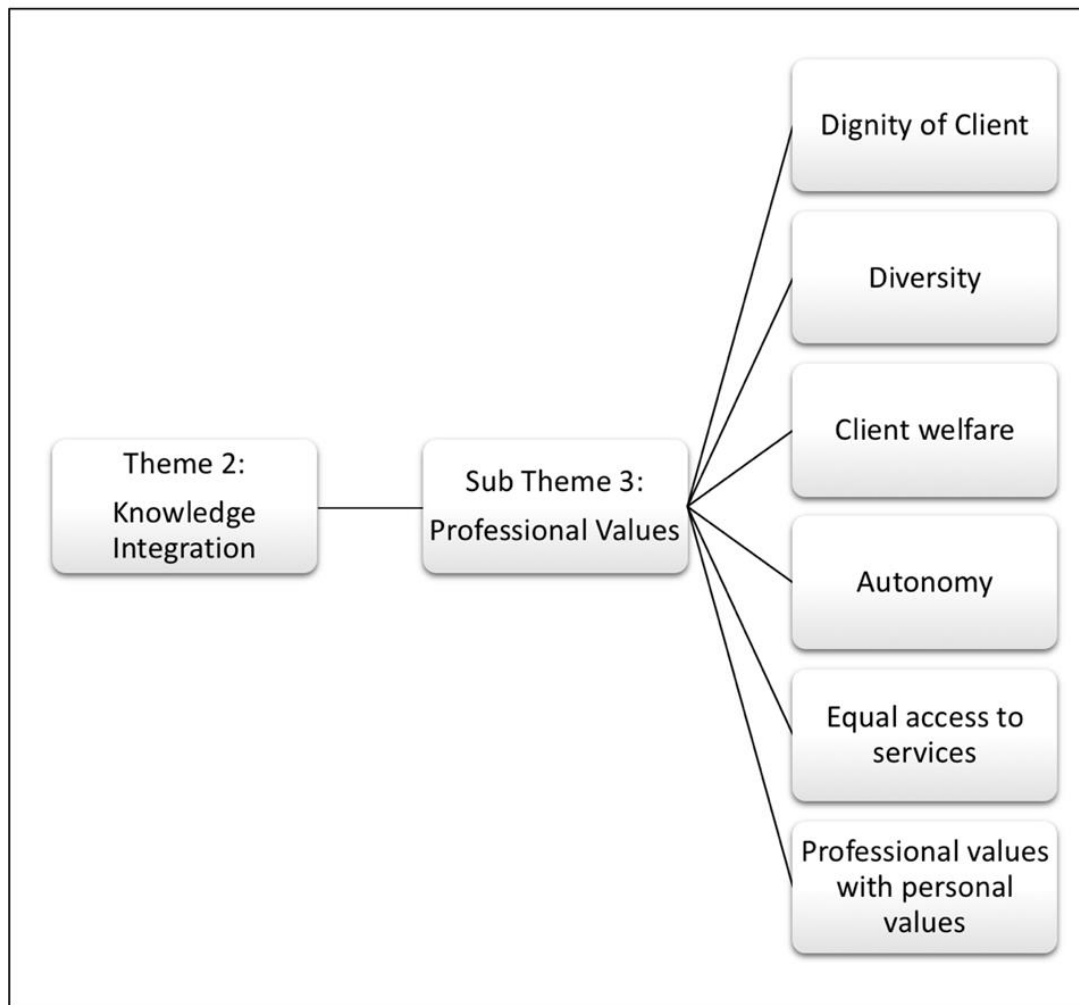 Theme 2:
Knowledge
Integration
Sub Theme 3:
Professional Values
Dignity of Client
Diversity
Client welfare
Autonomy
Equal access to
services
Professional values
with personal
values